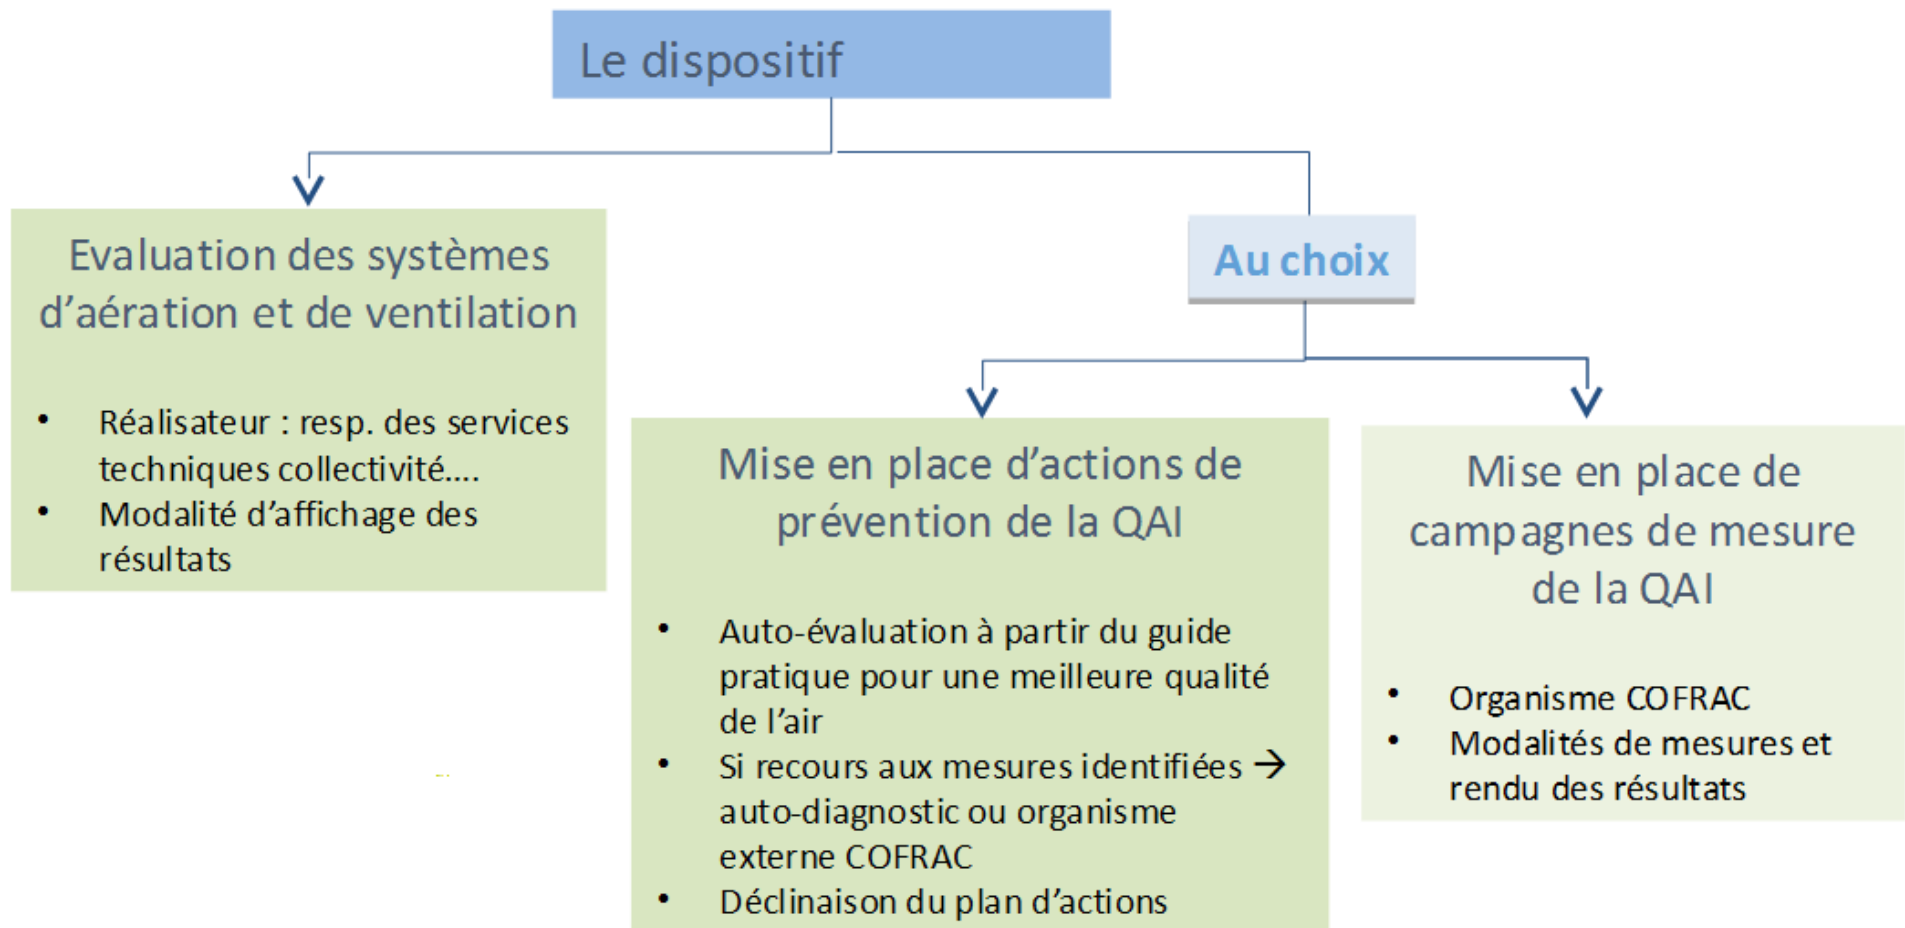 Le dispositif
Evaluation des systèmes
d’aération et de ventilation
• Réalisateur : resp. des services
techniques collectivité....
• Modalité d’affichage des
résultats
Au choix
Mise en place d’actions de
prévention de la QAI
• Auto-évaluation à partir du guide
pratique pour une meilleure qualité
de l’air
• Si recours aux mesures identifiées →
auto-diagnostic ou organisme
externe COFRAC
• Déclinaison du plan d’actions
Mise en place de
campagnes de mesure
de la QAI
• Organisme COFRAC
• Modalités de mesures et
rendu des résultats